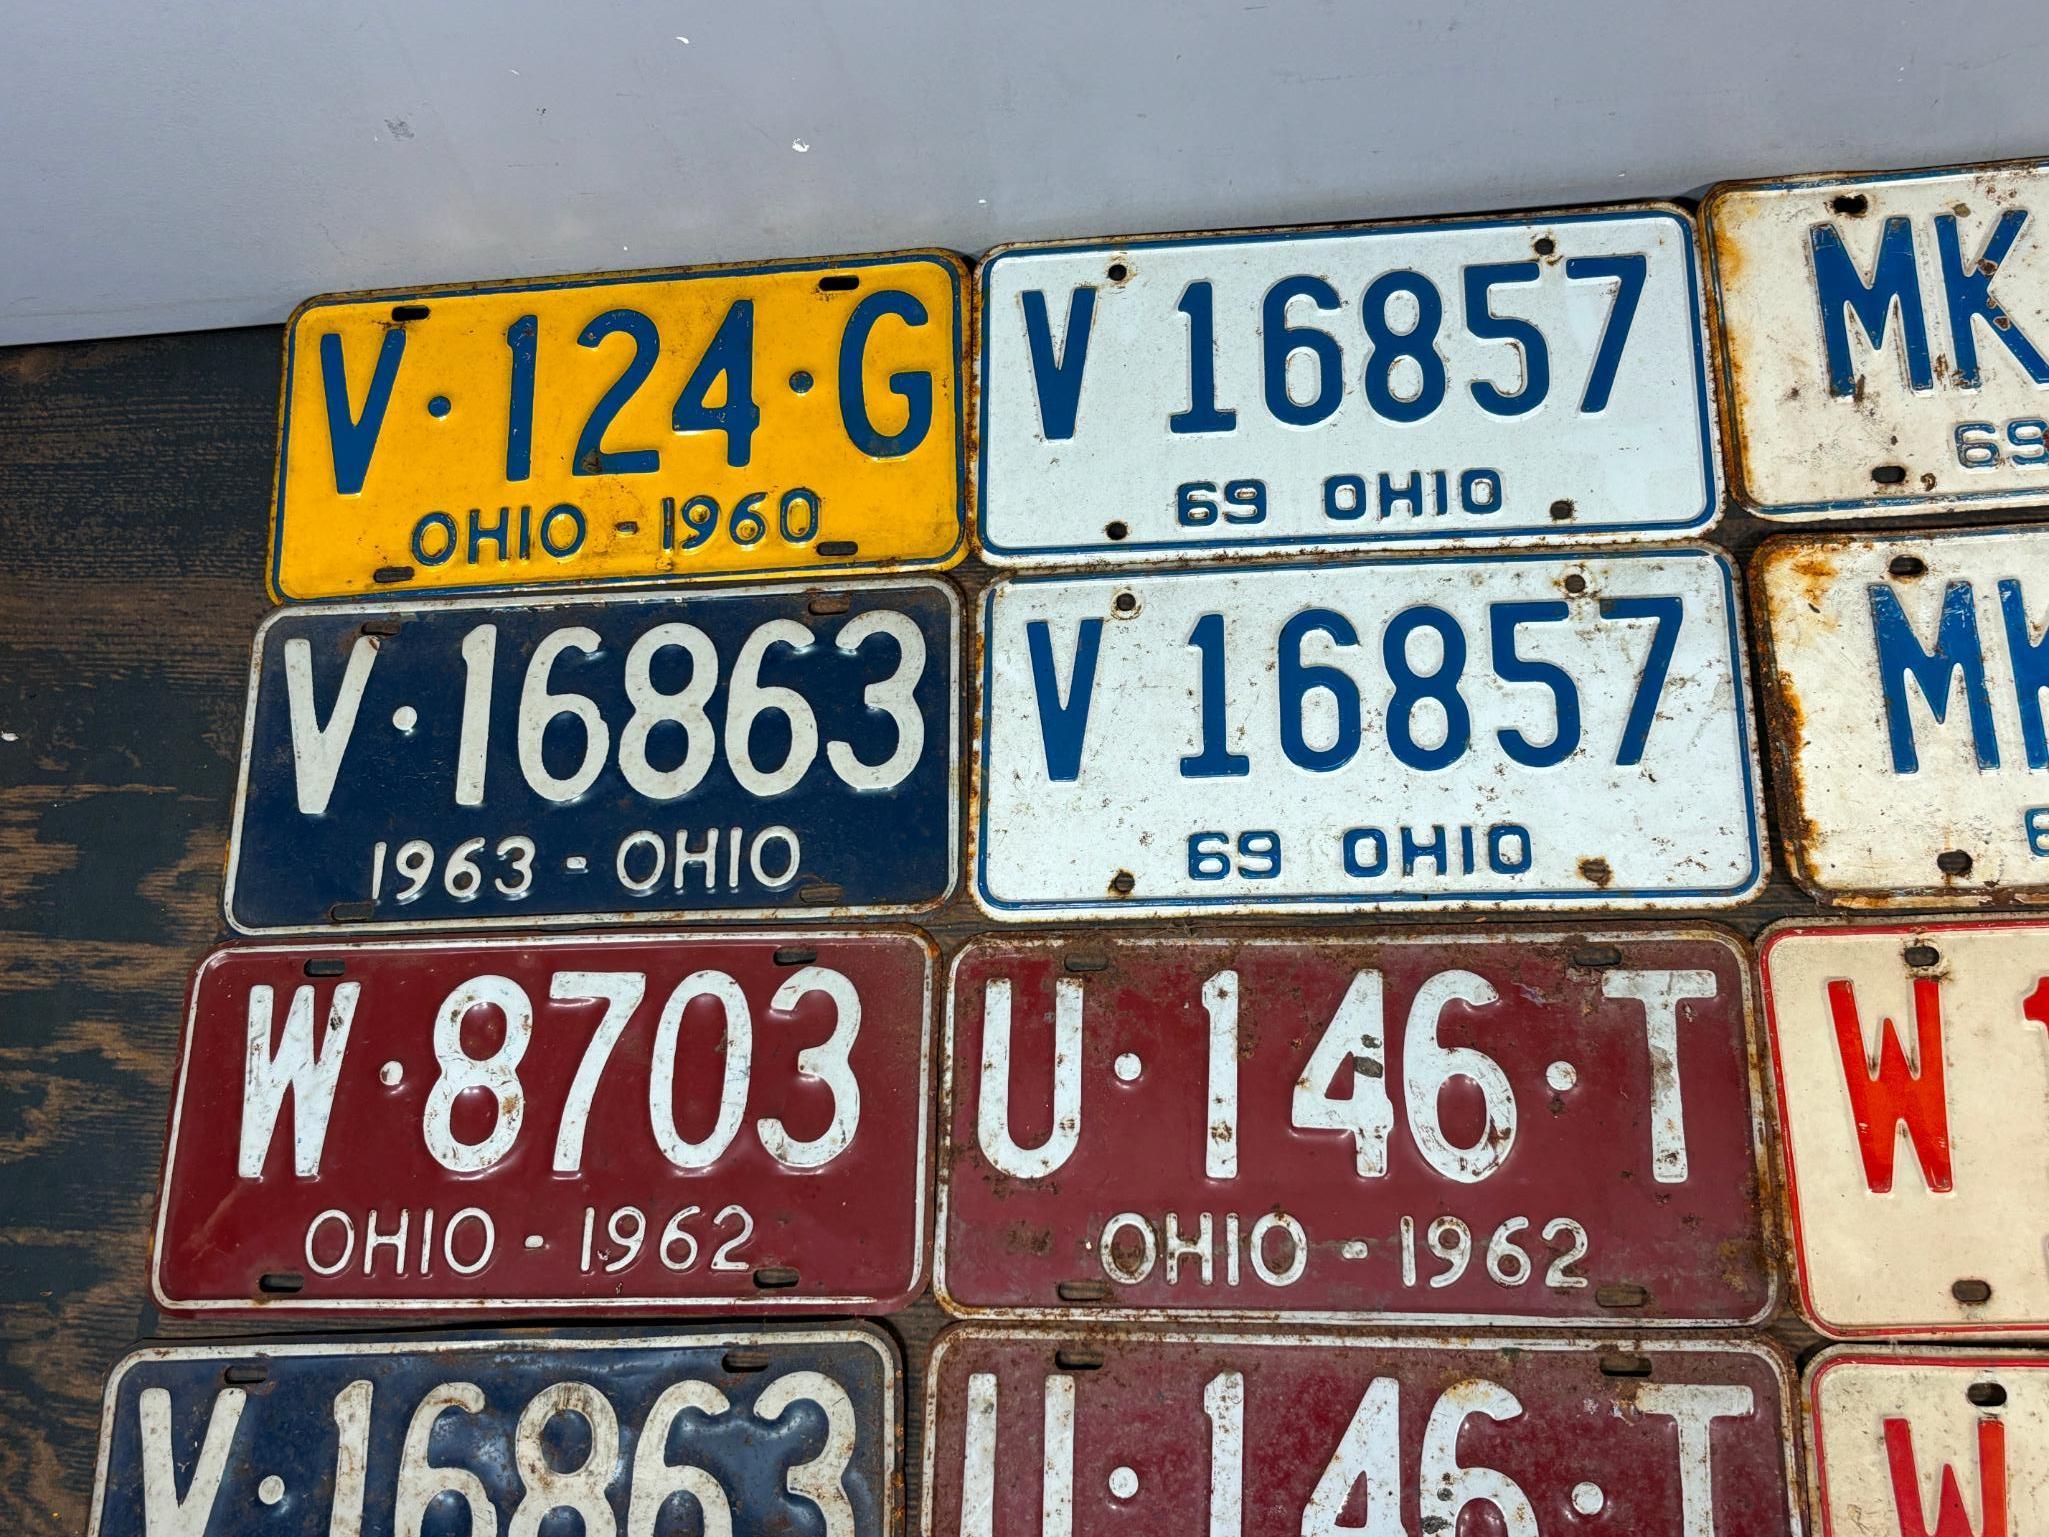 V·124·G
OHIO - 1960
V 16857
69 OHIO
MK
69
V·16863
1963 - OHIO
V 16857
69 OHIO
W·8703
OHIO - 1962
U·146·T
OHIO - 1962
W
V·16863
U·146·T
W